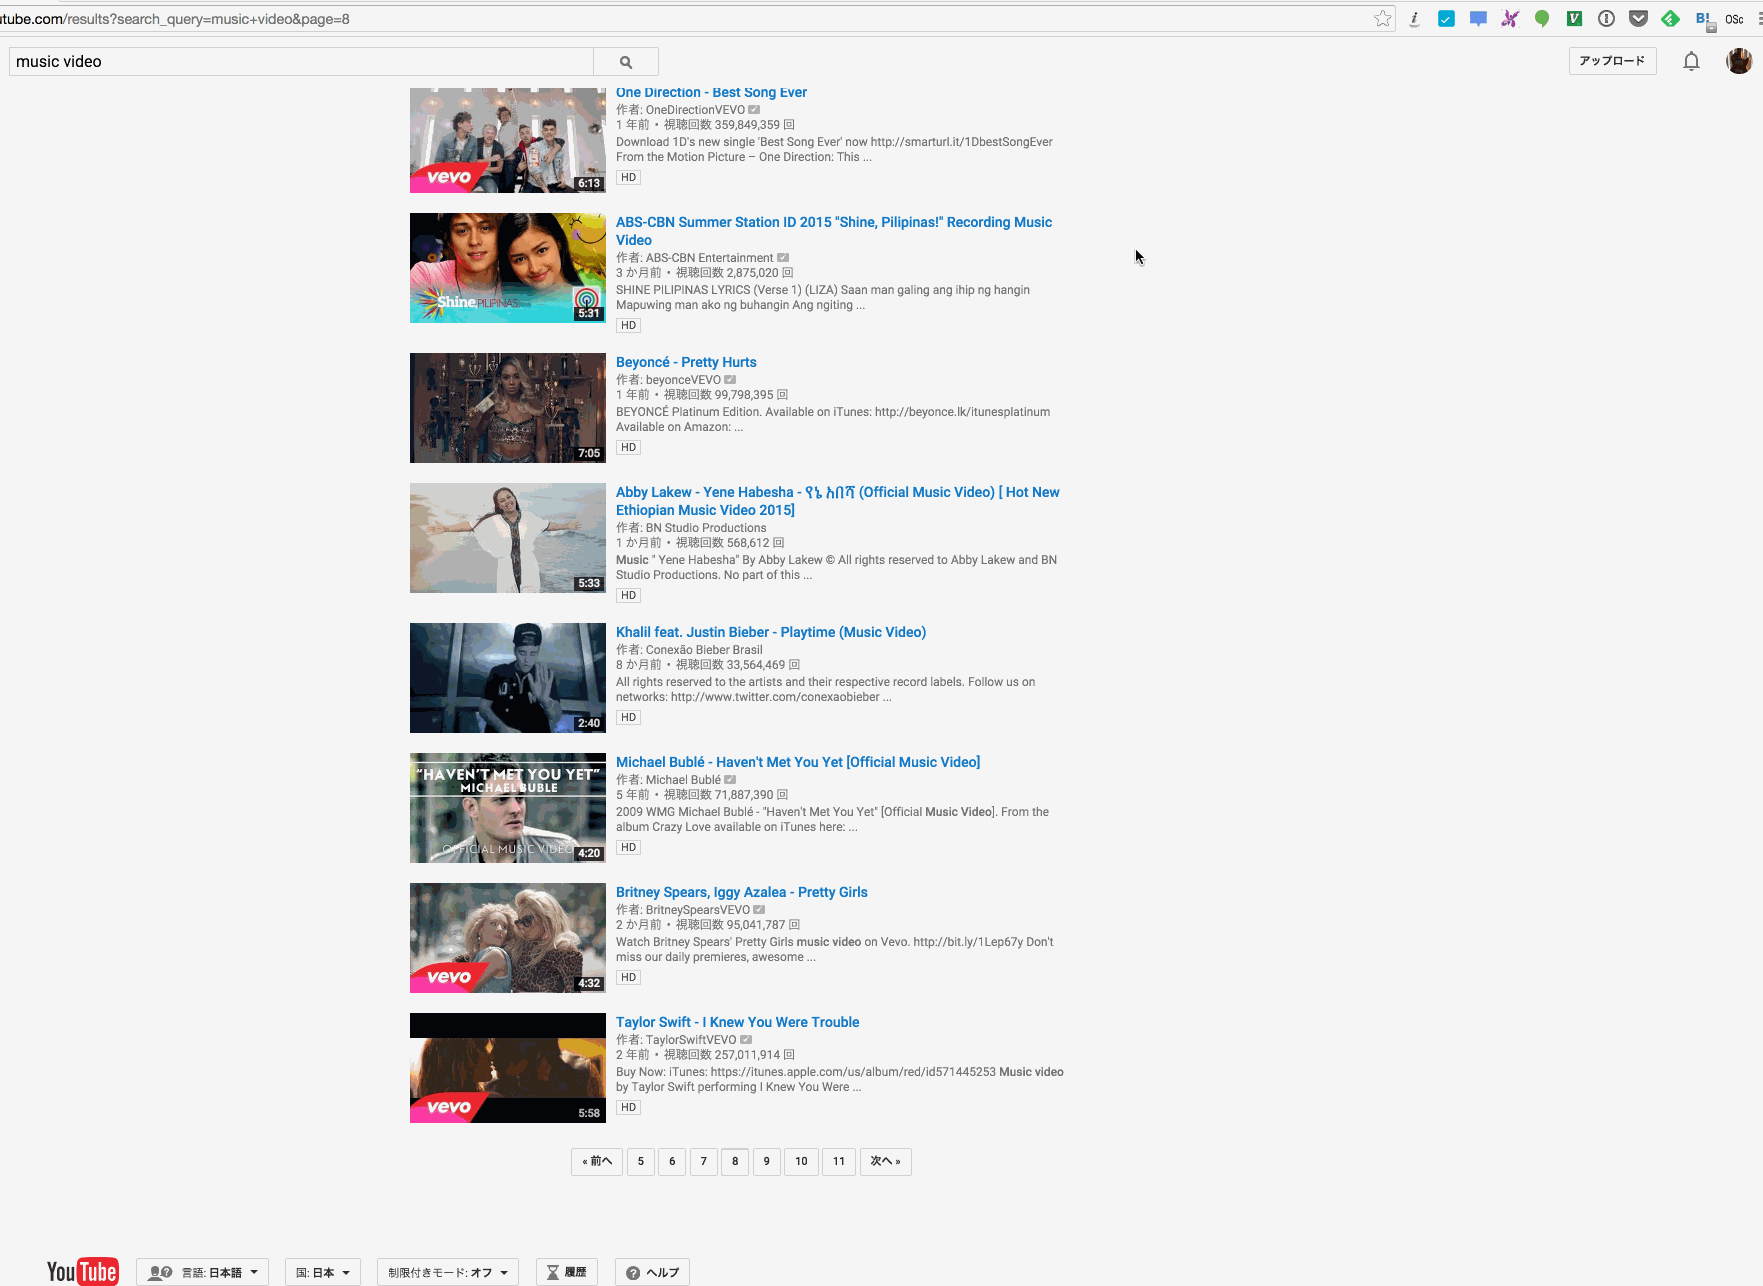 utube.com/results?search_query=music+video&page=8
OSc
music video
アップロード
One Direction - Best Song Ever
作者: OneDirectionVEVO
1 年前 • 視聴回数 359,849,359 回
Download 1D's new single 'Best Song Ever' now http://smarturl.it/1DbestSongEver
From the Motion Picture – One Direction: This ...
HD
vevo
6:13
ABS-CBN Summer Station ID 2015 "Shine, Pilipinas!" Recording Music
Video
作者: ABS-CBN Entertainment
3 か月前 • 視聴回数 2,875,020 回
SHINE PILIPINAS LYRICS (Verse 1) (LIZA) Saan man galing ang ihip ng hangin
Mapuwing man ako ng buhangin Ang ngiting ...
HD
Shine PILIPINAS
5:31
Beyoncé - Pretty Hurts
作者: beyonceVEVO
1 年前 • 視聴回数 99,798,395 回
BEYONCÉ Platinum Edition. Available on iTunes: http://beyonce.lk/itunesplatinum
Available on Amazon: ...
HD
7:05
Abby Lakew - Yene Habesha - የኔ አበሻ (Official Music Video) [ Hot New
Ethiopian Music Video 2015]
作者: BN Studio Productions
1 か月前 • 視聴回数 568,612 回
Music " Yene Habesha" By Abby Lakew © All rights reserved to Abby Lakew and BN
Studio Productions. No part of this ...
HD
5:33
Khalil feat. Justin Bieber - Playtime (Music Video)
作者: Conexão Bieber Brasil
8 か月前 • 視聴回数 33,564,469 回
All rights reserved to the artists and their respective record labels. Follow us on
networks: http://www.twitter.com/conexaobieber ...
HD
2:40
Michael Bublé - Haven't Met You Yet [Official Music Video]
作者: Michael Bublé
5 年前 • 視聴回数 71,887,390 回
2009 WMG Michael Bublé - "Haven't Met You Yet" [Official Music Video]. From the
album Crazy Love available on iTunes here: ...
HD
"HAVEN'T MET YOU YET"
MICHAEL BUBLE
OFFICIAL MUSIC VIDEO
4:20
Britney Spears, Iggy Azalea - Pretty Girls
作者: BritneySpearsVEVO
2 か月前 • 視聴回数 95,041,787 回
Watch Britney Spears' Pretty Girls music video on Vevo. http://bit.ly/1Lep67y Don't
miss our daily premieres, awesome ...
HD
vevo
4:32
Taylor Swift - I Knew You Were Trouble
作者: TaylorSwiftVEVO
2 年前 • 視聴回数 257,011,914 回
Buy Now: iTunes: https://itunes.apple.com/us/album/red/id571445253 Music video
by Taylor Swift performing I Knew You Were ...
HD
vevo
5:58
« 前へ 5 6 7 8 9 10 11 次へ »
YouTube 言語: 日本語 国: 日本 制限付きモード: オフ 履歴 ヘルプ